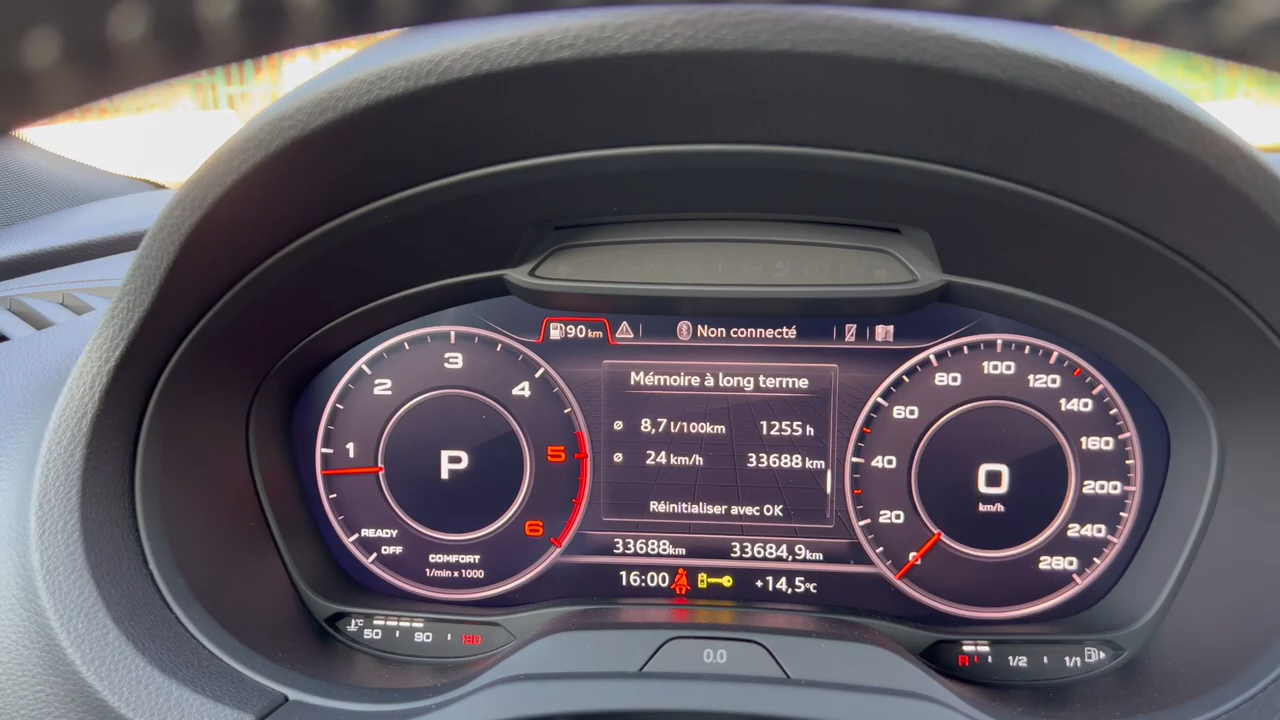 90 km
Non connecté
Mémoire à long terme
ø 8,7 l/100km 1255 h
ø 24 km/h 33688 km
Réinitialiser avec OK
33688km 33684,9km
16:00 +14,5°C
1
2
3
4
5
6
P
READY
OFF
COMFORT
1/min x 1000
0
20
40
60
80
100
120
140
160
200
240
280
0
km/h
°C
50 90 130
R 1/2 1/1
0.0